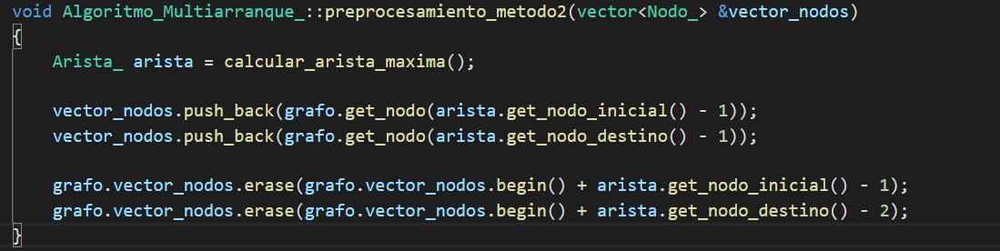 void Algoritmo_Multiarranque_::preprocesamiento_metodo2(vector<Nodo_> &vector_nodos)
{
    Arista_ arista = calcular_arista_maxima();
    vector_nodos.push_back(grafo.get_nodo(arista.get_nodo_inicial() - 1));
    vector_nodos.push_back(grafo.get_nodo(arista.get_nodo_destino() - 1));
    grafo.vector_nodos.erase(grafo.vector_nodos.begin() + arista.get_nodo_inicial() - 1);
    grafo.vector_nodos.erase(grafo.vector_nodos.begin() + arista.get_nodo_destino() - 2);
}